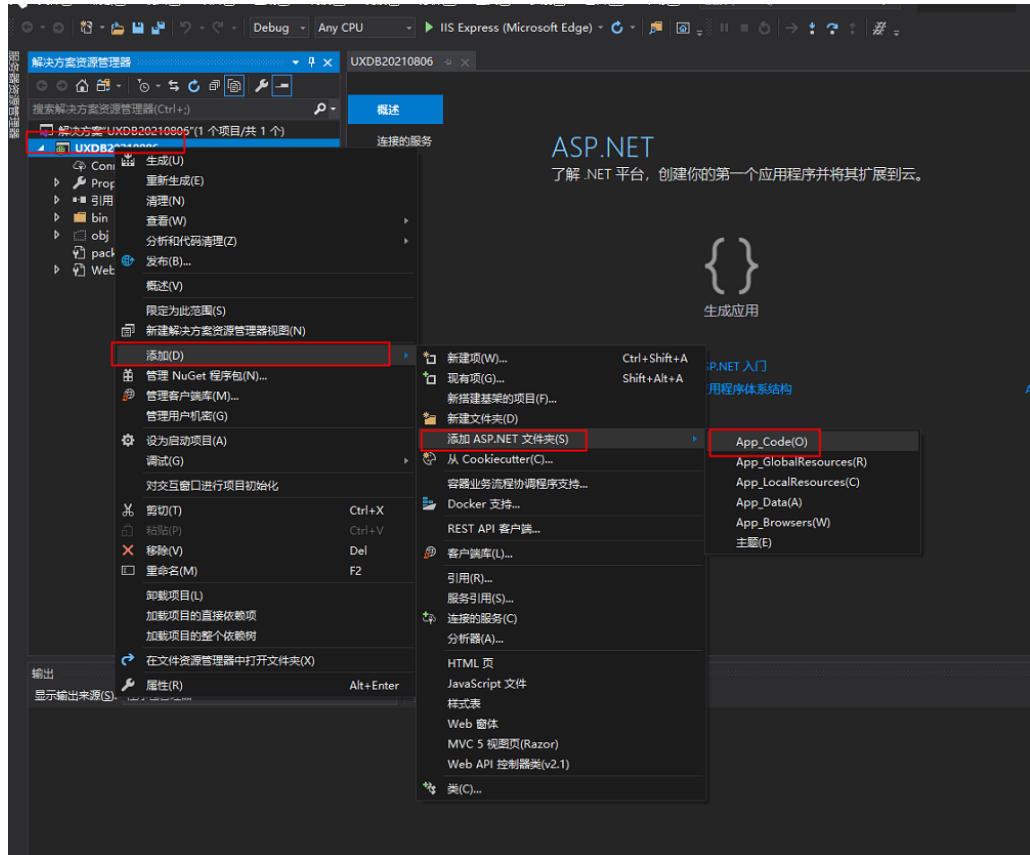 Debug
Any CPU
IIS Express (Microsoft Edge)
服务器资源管理器
解决方案资源管理器
UXDB20210806
搜索解决方案资源管理器(Ctrl+;)
解决方案"UXDB20210806"(1 个项目/共 1 个)
Prop
引用
bin
obj
Web
概述
连接的服务
ASP.NET
了解 .NET 平台，创建你的第一个应用程序并将其扩展到云。
{ }
生成应用
生成(U)
重新生成(E)
清理(N)
查看(W)
分析和代码清理(Z)
发布(B)...
概述(V)
限定为此范围(S)
新建解决方案资源管理器视图(N)
添加(D)
管理 NuGet 程序包(N)...
管理客户端库(M)...
管理用户机密(G)
设为启动项目(A)
调试(G)
对交互窗口进行项目初始化
剪切(T) Ctrl+X
粘贴(P) Ctrl+V
移除(V) Del
重命名(M) F2
卸载项目(L)
加载项目的直接依赖项
加载项目的整个依赖树
在文件资源管理器中打开文件夹(X)
属性(R) Alt+Enter
新建项(W)... Ctrl+Shift+A
现有项(G)... Shift+Alt+A
新搭建基架的项目(F)...
新建文件夹(D)
添加 ASP.NET 文件夹(S)
从 Cookiecutter(C)...
容器业务流程协调程序支持...
Docker 支持...
REST API 客户端...
客户端库(L)...
引用(R)...
服务引用(S)...
连接的服务(C)
分析器(A)...
HTML 页
JavaScript 文件
样式表
Web 窗体
MVC 5 视图页(Razor)
Web API 控制器类(v2.1)
类(C)...
SP.NET 入门
用程序体系结构
App_Code(O)
App_GlobalResources(R)
App_LocalResources(C)
App_Data(A)
App_Browsers(W)
主题(E)
输出
显示输出来源(S):